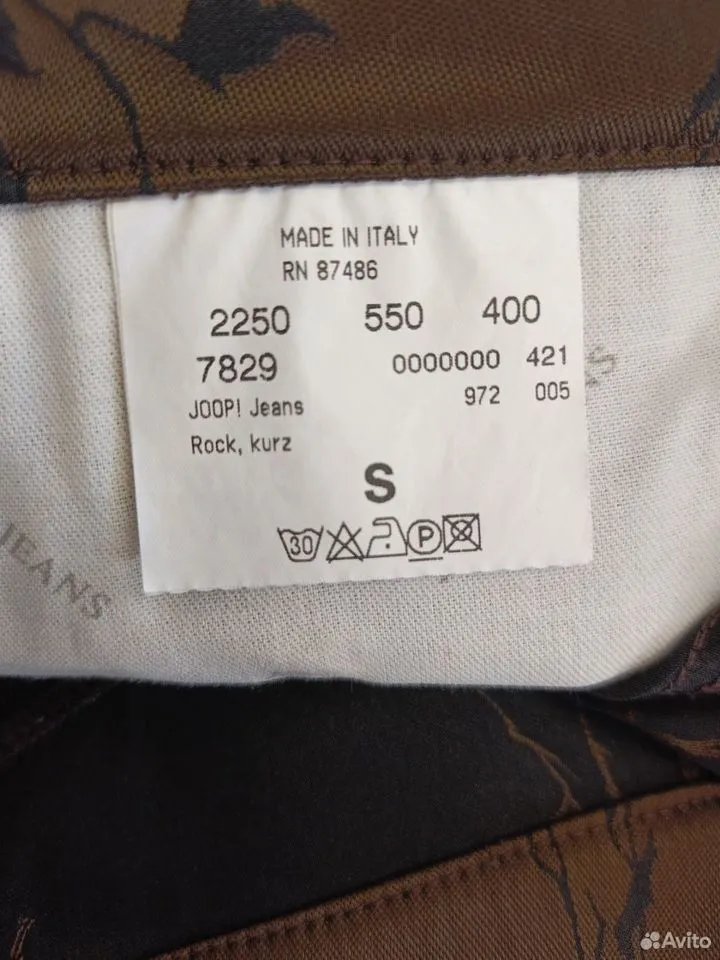 MADE IN ITALY
RN 87486
2250 550 400
7829 0000000 421
JOOP! Jeans 972 005
Rock, kurz
S
30 P
JEANS
Avito